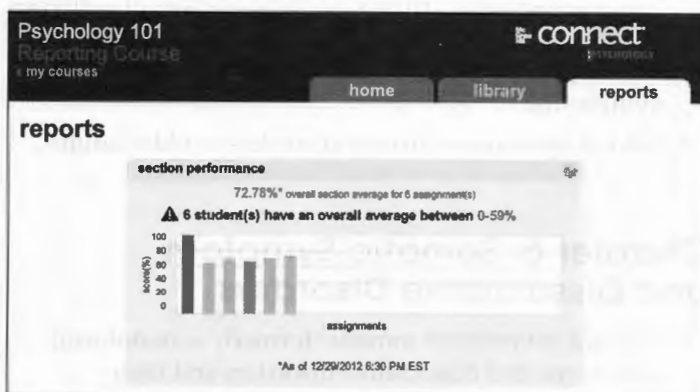 Psychology 101
Reporting Course
‹ my courses
connect
PSYCHOLOGY
home
library
reports
reports
section performance
72.78%* overall section average for 6 assignment(s)
6 student(s) have an overall average between 0-59%
score(%)
100
80
60
40
20
0
assignments
*As of 12/29/2012 6:30 PM EST